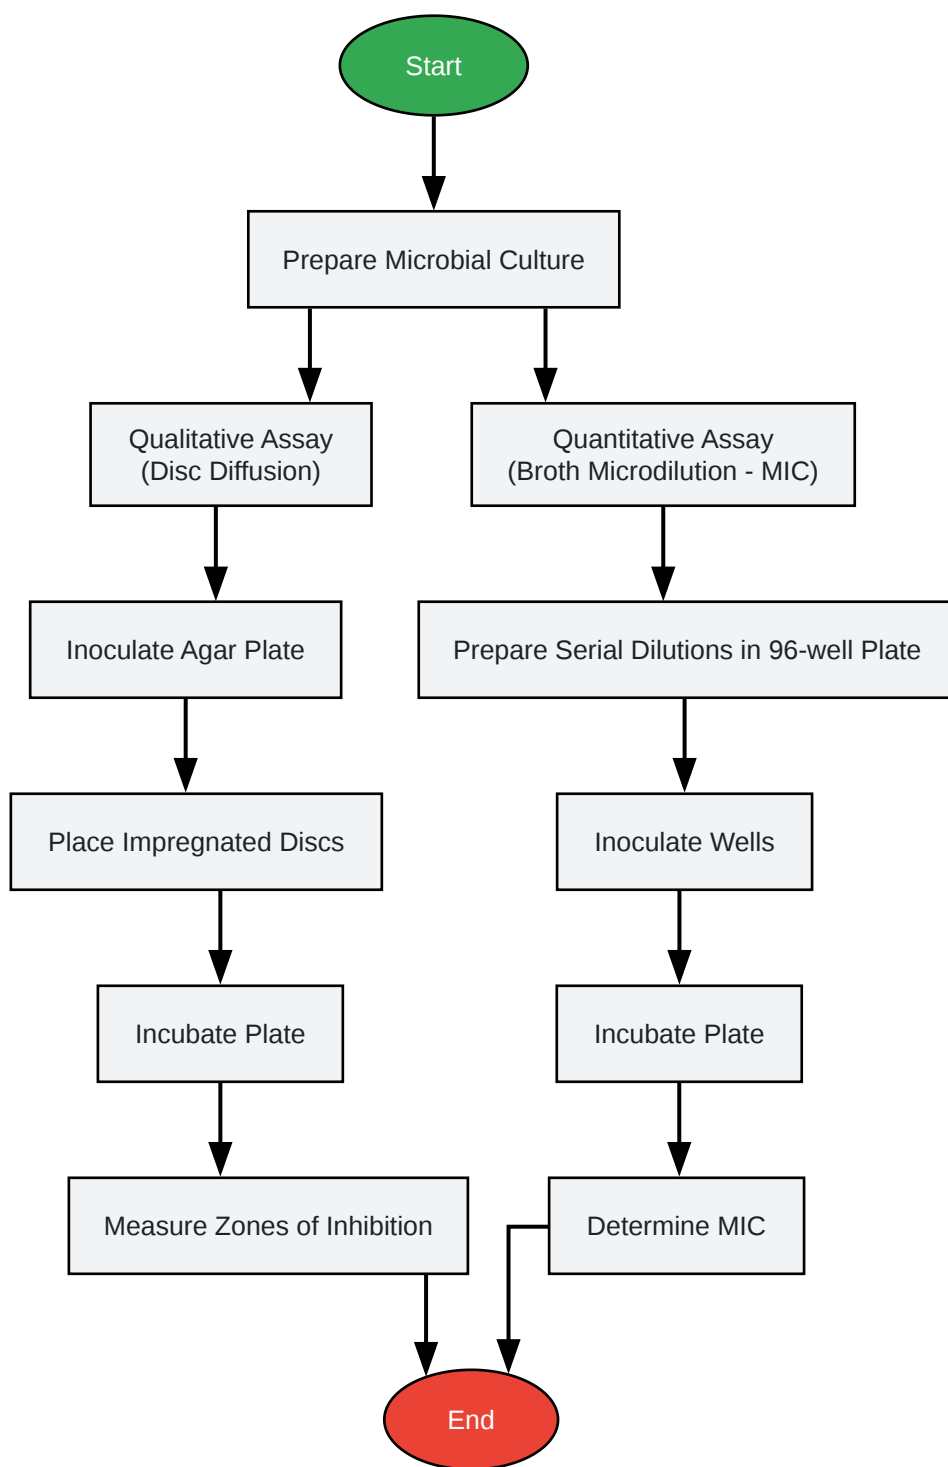 Start
Prepare Microbial Culture
Qualitative Assay
(Disc Diffusion)
Quantitative Assay
(Broth Microdilution - MIC)
Inoculate Agar Plate
Prepare Serial Dilutions in 96-well Plate
Place Impregnated Discs
Inoculate Wells
Incubate Plate
Incubate Plate
Measure Zones of Inhibition
Determine MIC
End